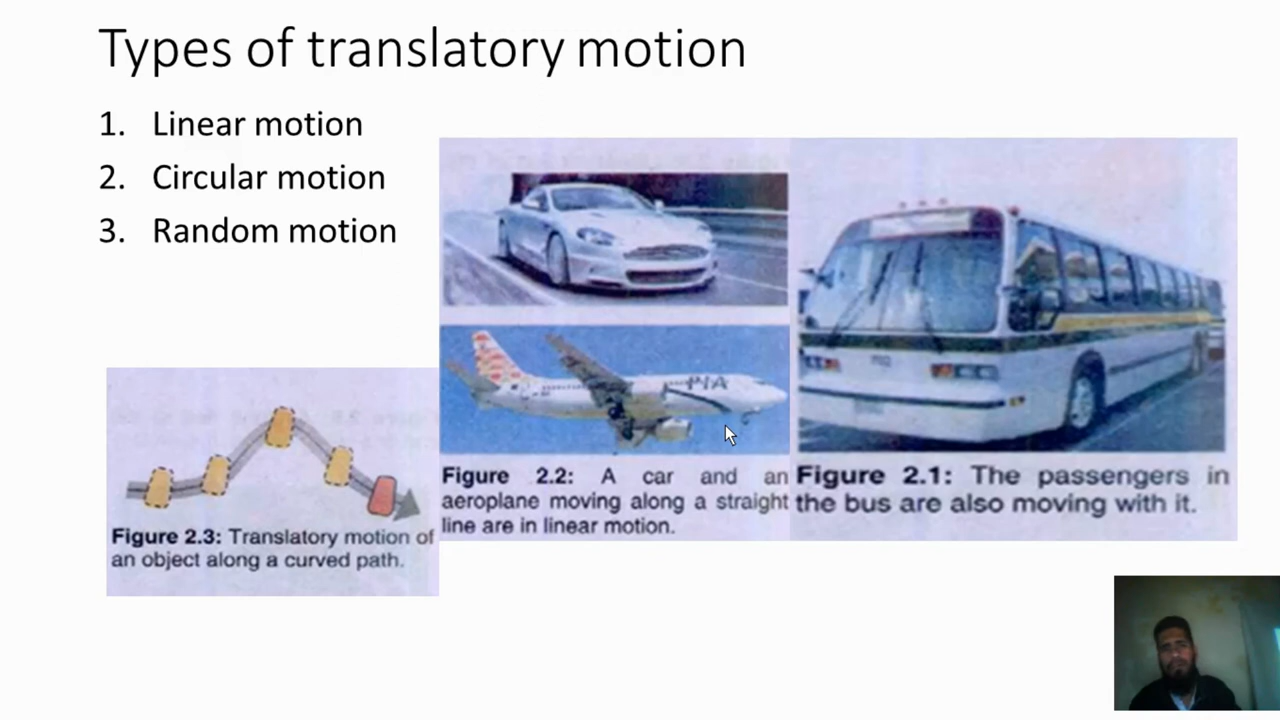 Types of translatory motion
1. Linear motion
2. Circular motion
3. Random motion
PIA
Figure 2.2: A car and an
aeroplane moving along a straight
line are in linear motion.
Figure 2.1: The passengers in
the bus are also moving with it.
Figure 2.3: Translatory motion of
an object along a curved path.